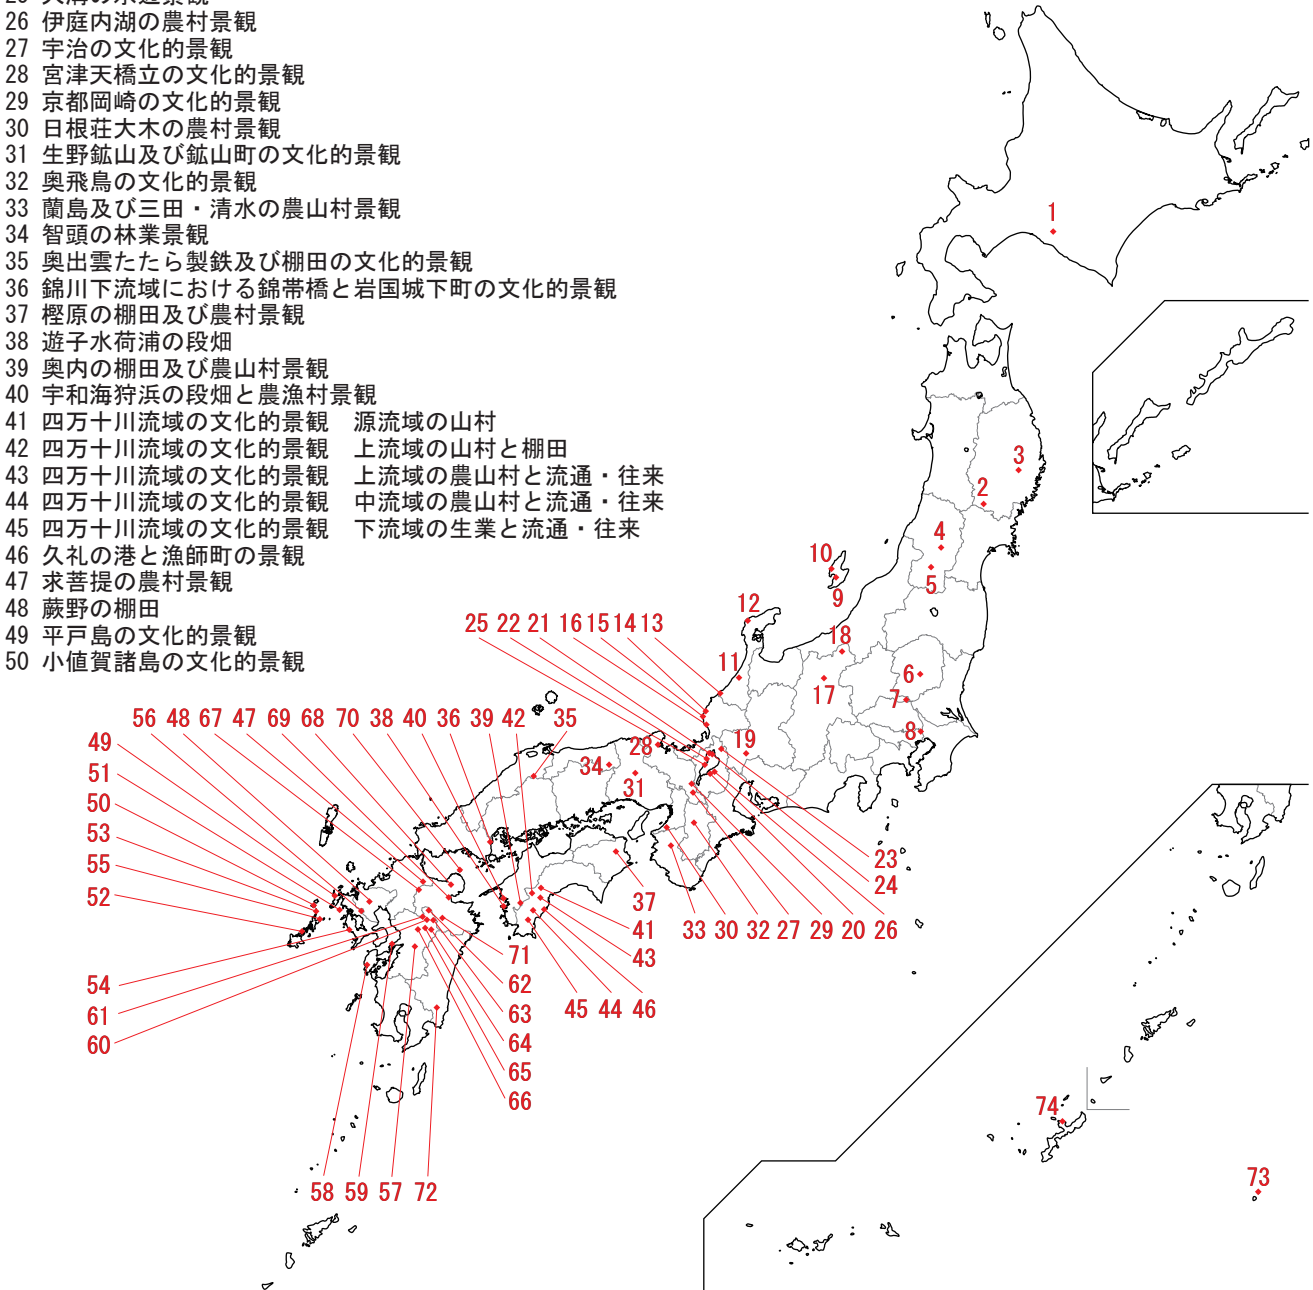 26 伊庭内湖の農村景観
27 宇治の文化的景観
28 宮津天橋立の文化的景観
29 京都岡崎の文化的景観
30 日根荘大木の農村景観
31 生野鉱山及び鉱山町の文化的景観
32 奥飛鳥の文化的景観
33 蘭島及び三田・清水の農山村景観
34 智頭の林業景観
35 奥出雲たたら製鉄及び棚田の文化的景観
36 錦川下流域における錦帯橋と岩国城下町の文化的景観
37 樫原の棚田及び農村景観
38 遊子水荷浦の段畑
39 奥内の棚田及び農山村景観
40 宇和海狩浜の段畑と農漁村景観
41 四万十川流域の文化的景観　源流域の山村
42 四万十川流域の文化的景観　上流域の山村と棚田
43 四万十川流域の文化的景観　上流域の農山村と流通・往来
44 四万十川流域の文化的景観　中流域の農山村と流通・往来
45 四万十川流域の文化的景観　下流域の生業と流通・往来
46 久礼の港と漁師町の景観
47 求菩提の農村景観
48 蕨野の棚田
49 平戸島の文化的景観
50 小値賀諸島の文化的景観
1
3
2
4
5
10
9
12
25 22 21 16 15 14 13
18
11
17
6
7
8
56 48 67 47 69 68 70 38 40 36 39 42 35
28
19
34
31
49
51
50
53
55
52
23
24
37
41
33 30 32 27 29 20 26
43
71
62
54
61
60
45 44 46
63
64
65
66
58 59 57 72
74
73